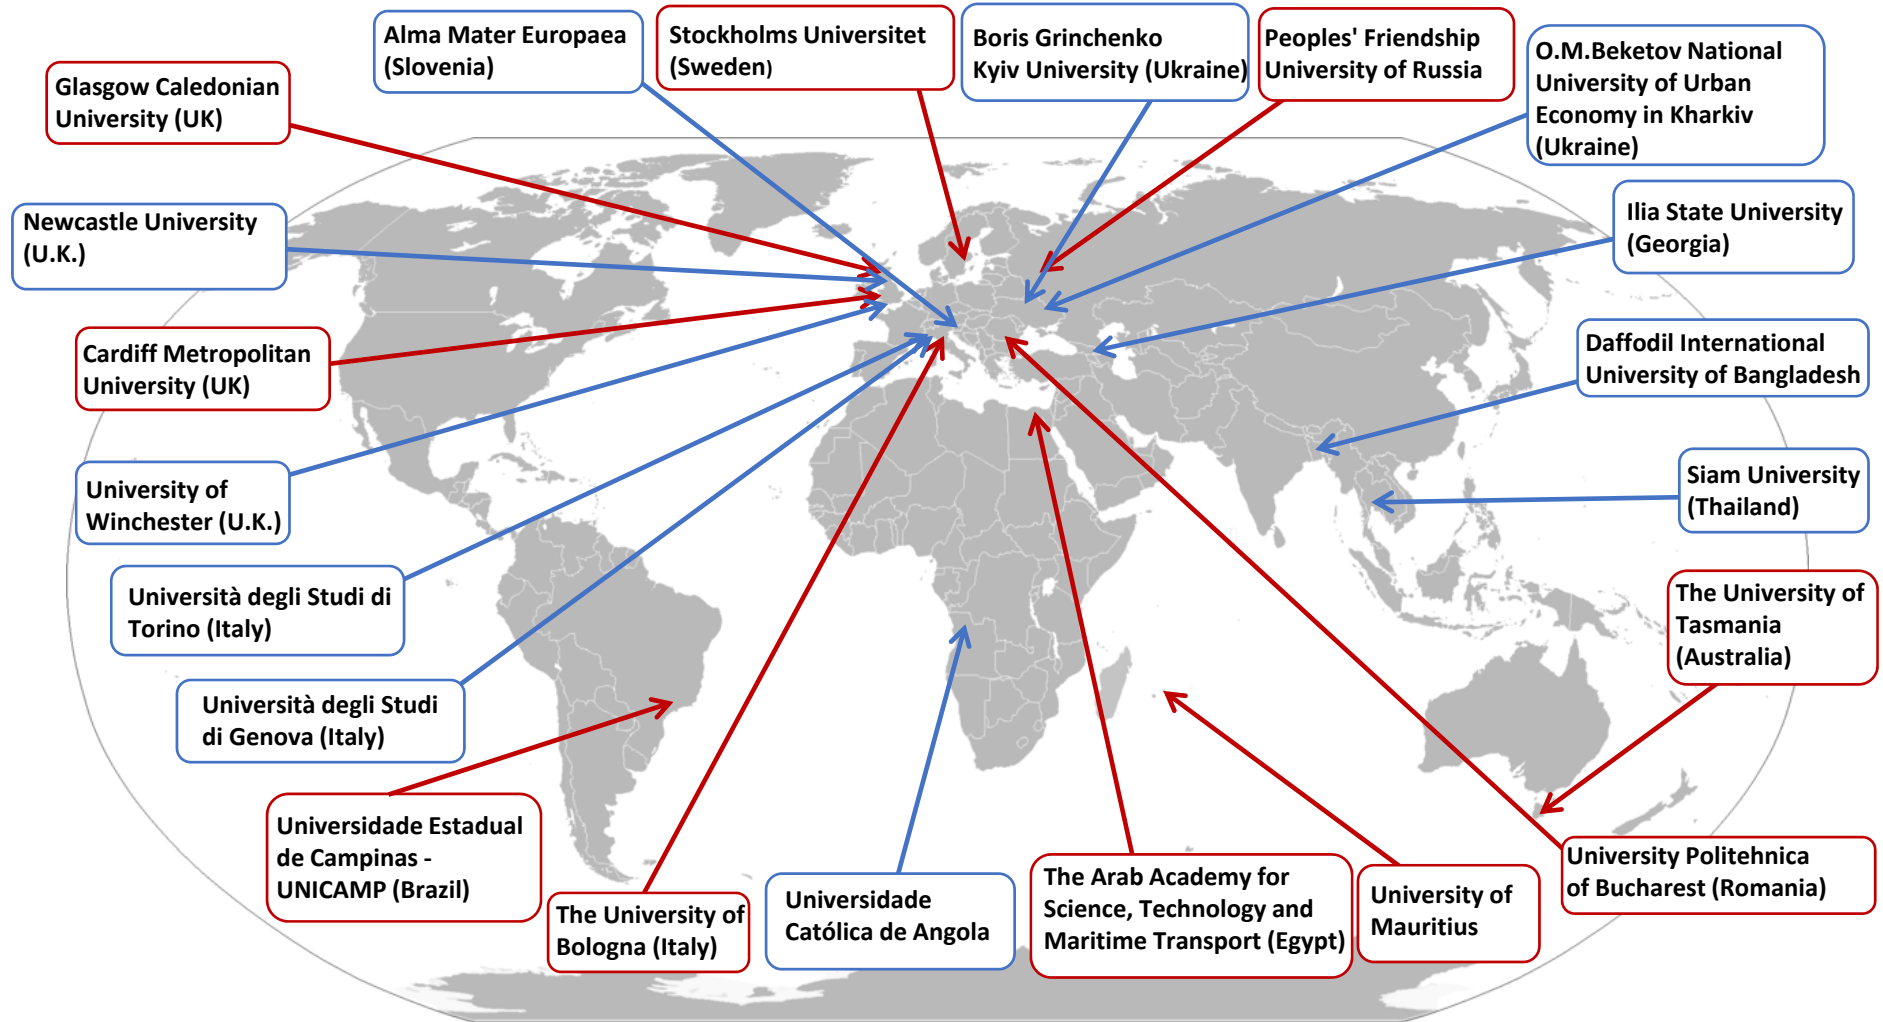 Alma Mater Europaea
(Slovenia)
Stockholms Universitet
(Sweden)
Boris Grinchenko
Kyiv University (Ukraine)
Peoples' Friendship
University of Russia
O.M.Beketov National
University of Urban
Economy in Kharkiv
(Ukraine)
Glasgow Caledonian
University (UK)
Newcastle University
(U.K.)
Ilia State University
(Georgia)
Cardiff Metropolitan
University (UK)
Daffodil International
University of Bangladesh
University of
Winchester (U.K.)
Siam University
(Thailand)
Università degli Studi di
Torino (Italy)
The University of
Tasmania
(Australia)
Università degli Studi
di Genova (Italy)
Universidade Estadual
de Campinas -
UNICAMP (Brazil)
The University of
Bologna (Italy)
Universidade
Católica de Angola
The Arab Academy for
Science, Technology and
Maritime Transport (Egypt)
University of
Mauritius
University Politehnica
of Bucharest (Romania)